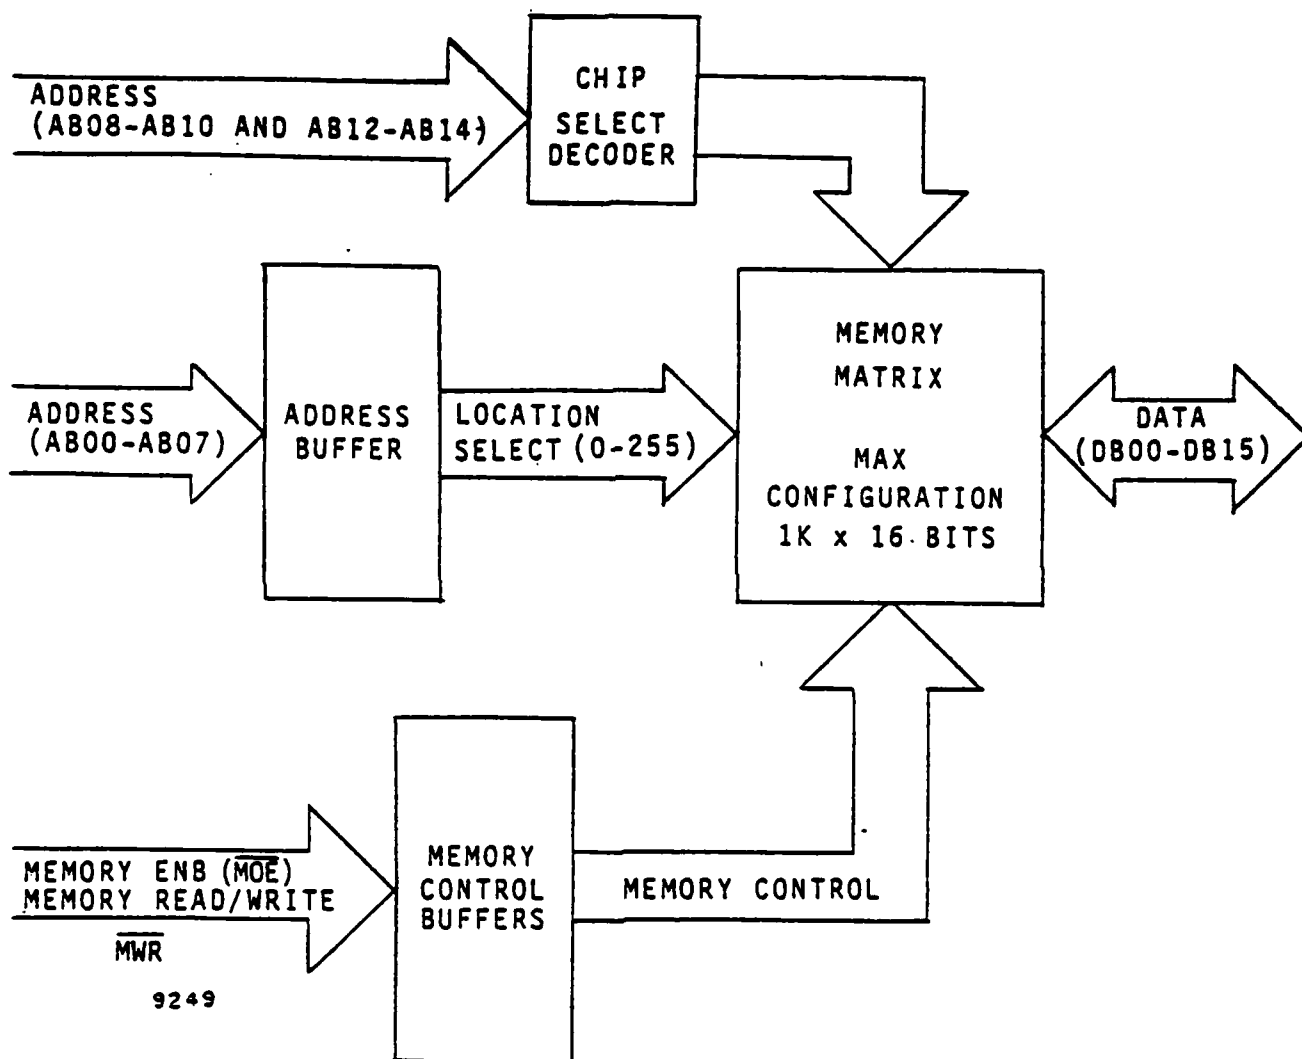 CHIP
SELECT
DECODER
ADDRESS
(AB08-AB10 AND AB12-AB14)
MEMORY
MATRIX
MAX
CONFIGURATION
1K x 16 BITS
ADDRESS
(AB00-AB07)
ADDRESS
BUFFER
LOCATION
SELECT (0-255)
DATA
(DB00-DB15)
MEMORY ENB (M̅O̅E̅)
MEMORY READ/WRITE
M̅W̅R̅
MEMORY
CONTROL
BUFFERS
MEMORY CONTROL
9249